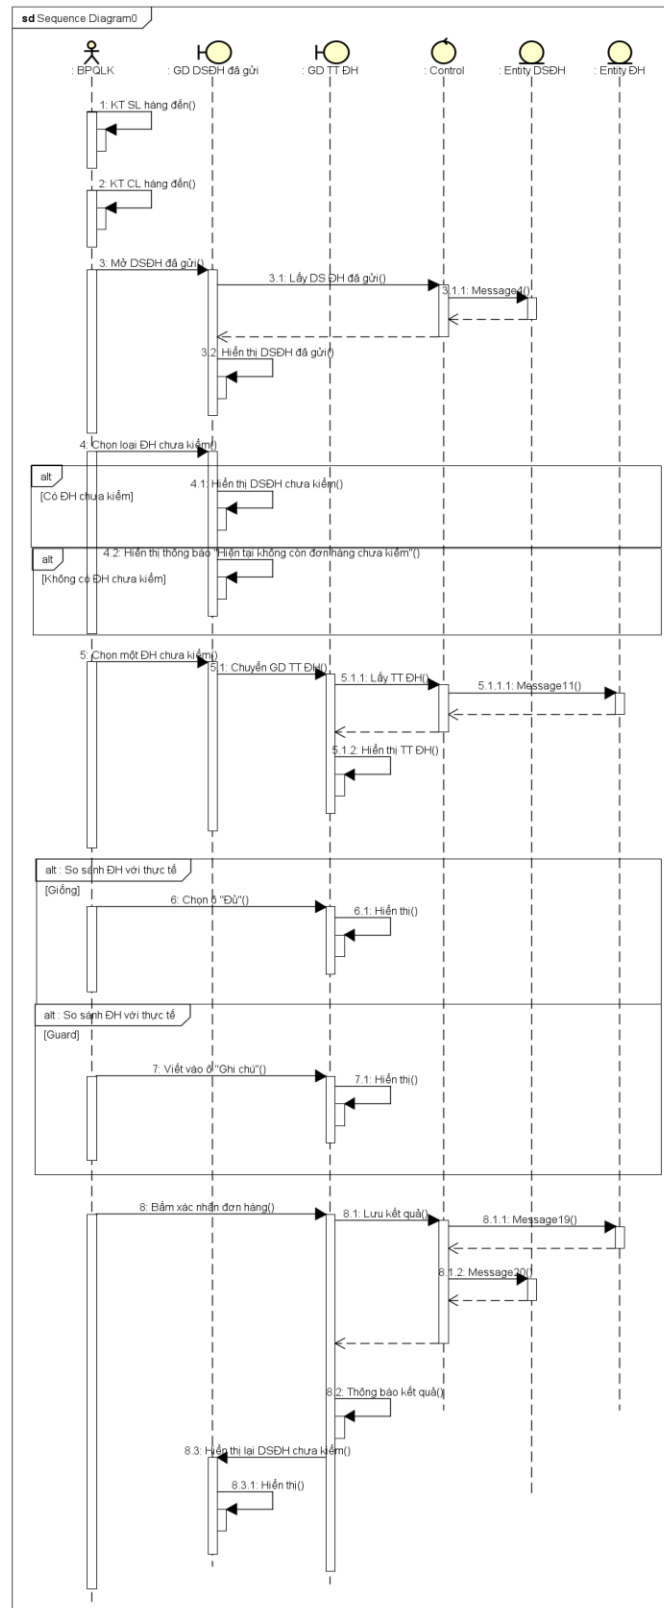 sd Sequence Diagram0
: BPQLK
: GD DSĐH đã gửi
: GD TT ĐH
: Control
: Entity DSĐH
: Entity ĐH
1: KT SL hàng đến()
2: KT CL hàng đến()
3: Mở DSĐH đã gửi()
3.1: Lấy DS ĐH đã gửi()
3.1.1: Message4()
3.2: Hiển thị DSĐH đã gửi()
4: Chọn loại ĐH chưa kiểm()
alt
[Có ĐH chưa kiểm]
4.1: Hiển thị DSĐH chưa kiểm()
4.2: Hiển thị thông báo "Hiện tại không còn đơn hàng chưa kiểm"()
alt
[Không có ĐH chưa kiểm]
5: Chọn một ĐH chưa kiểm()
5.1: Chuyển GD TT ĐH()
5.1.1: Lấy TT ĐH()
5.1.1.1: Message11()
5.1.2: Hiển thị TT ĐH()
alt : So sánh ĐH với thực tế
[Giống]
6: Chọn ô "Đủ"()
6.1: Hiển thị()
alt : So sánh ĐH với thực tế
[Guard]
7: Viết vào ô "Ghi chú"()
7.1: Hiển thị()
8: Bấm xác nhận đơn hàng()
8.1: Lưu kết quả()
8.1.1: Message19()
8.1.2: Message20()
8.2: Thông báo kết quả()
8.3: Hiển thị lại DSĐH chưa kiểm()
8.3.1: Hiển thị()